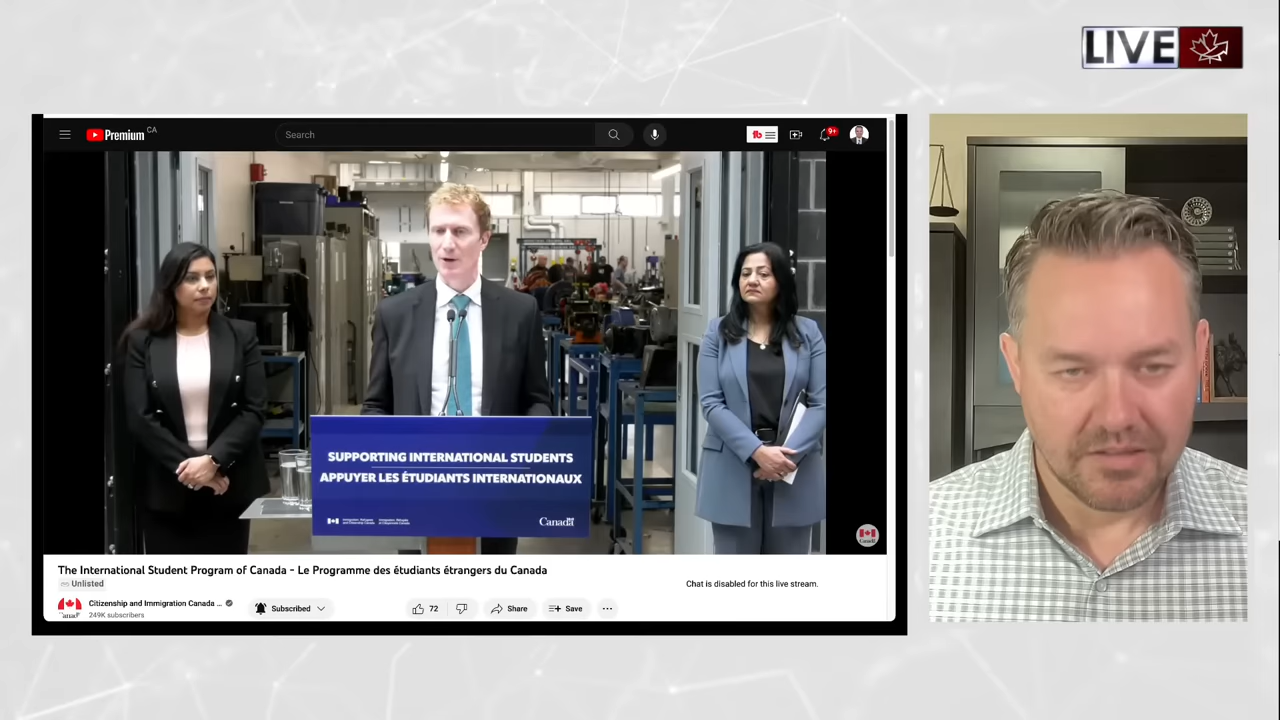 LIVE
Premium CA
Search
9+
SUPPORTING INTERNATIONAL STUDENTS
APPUYER LES ÉTUDIANTS INTERNATIONAUX
Canada
The International Student Program of Canada - Le Programme des étudiants étrangers du Canada
Unlisted
Chat is disabled for this live stream.
Citizenship and Immigration Canada ...
249K subscribers
Subscribed
72
Share
Save